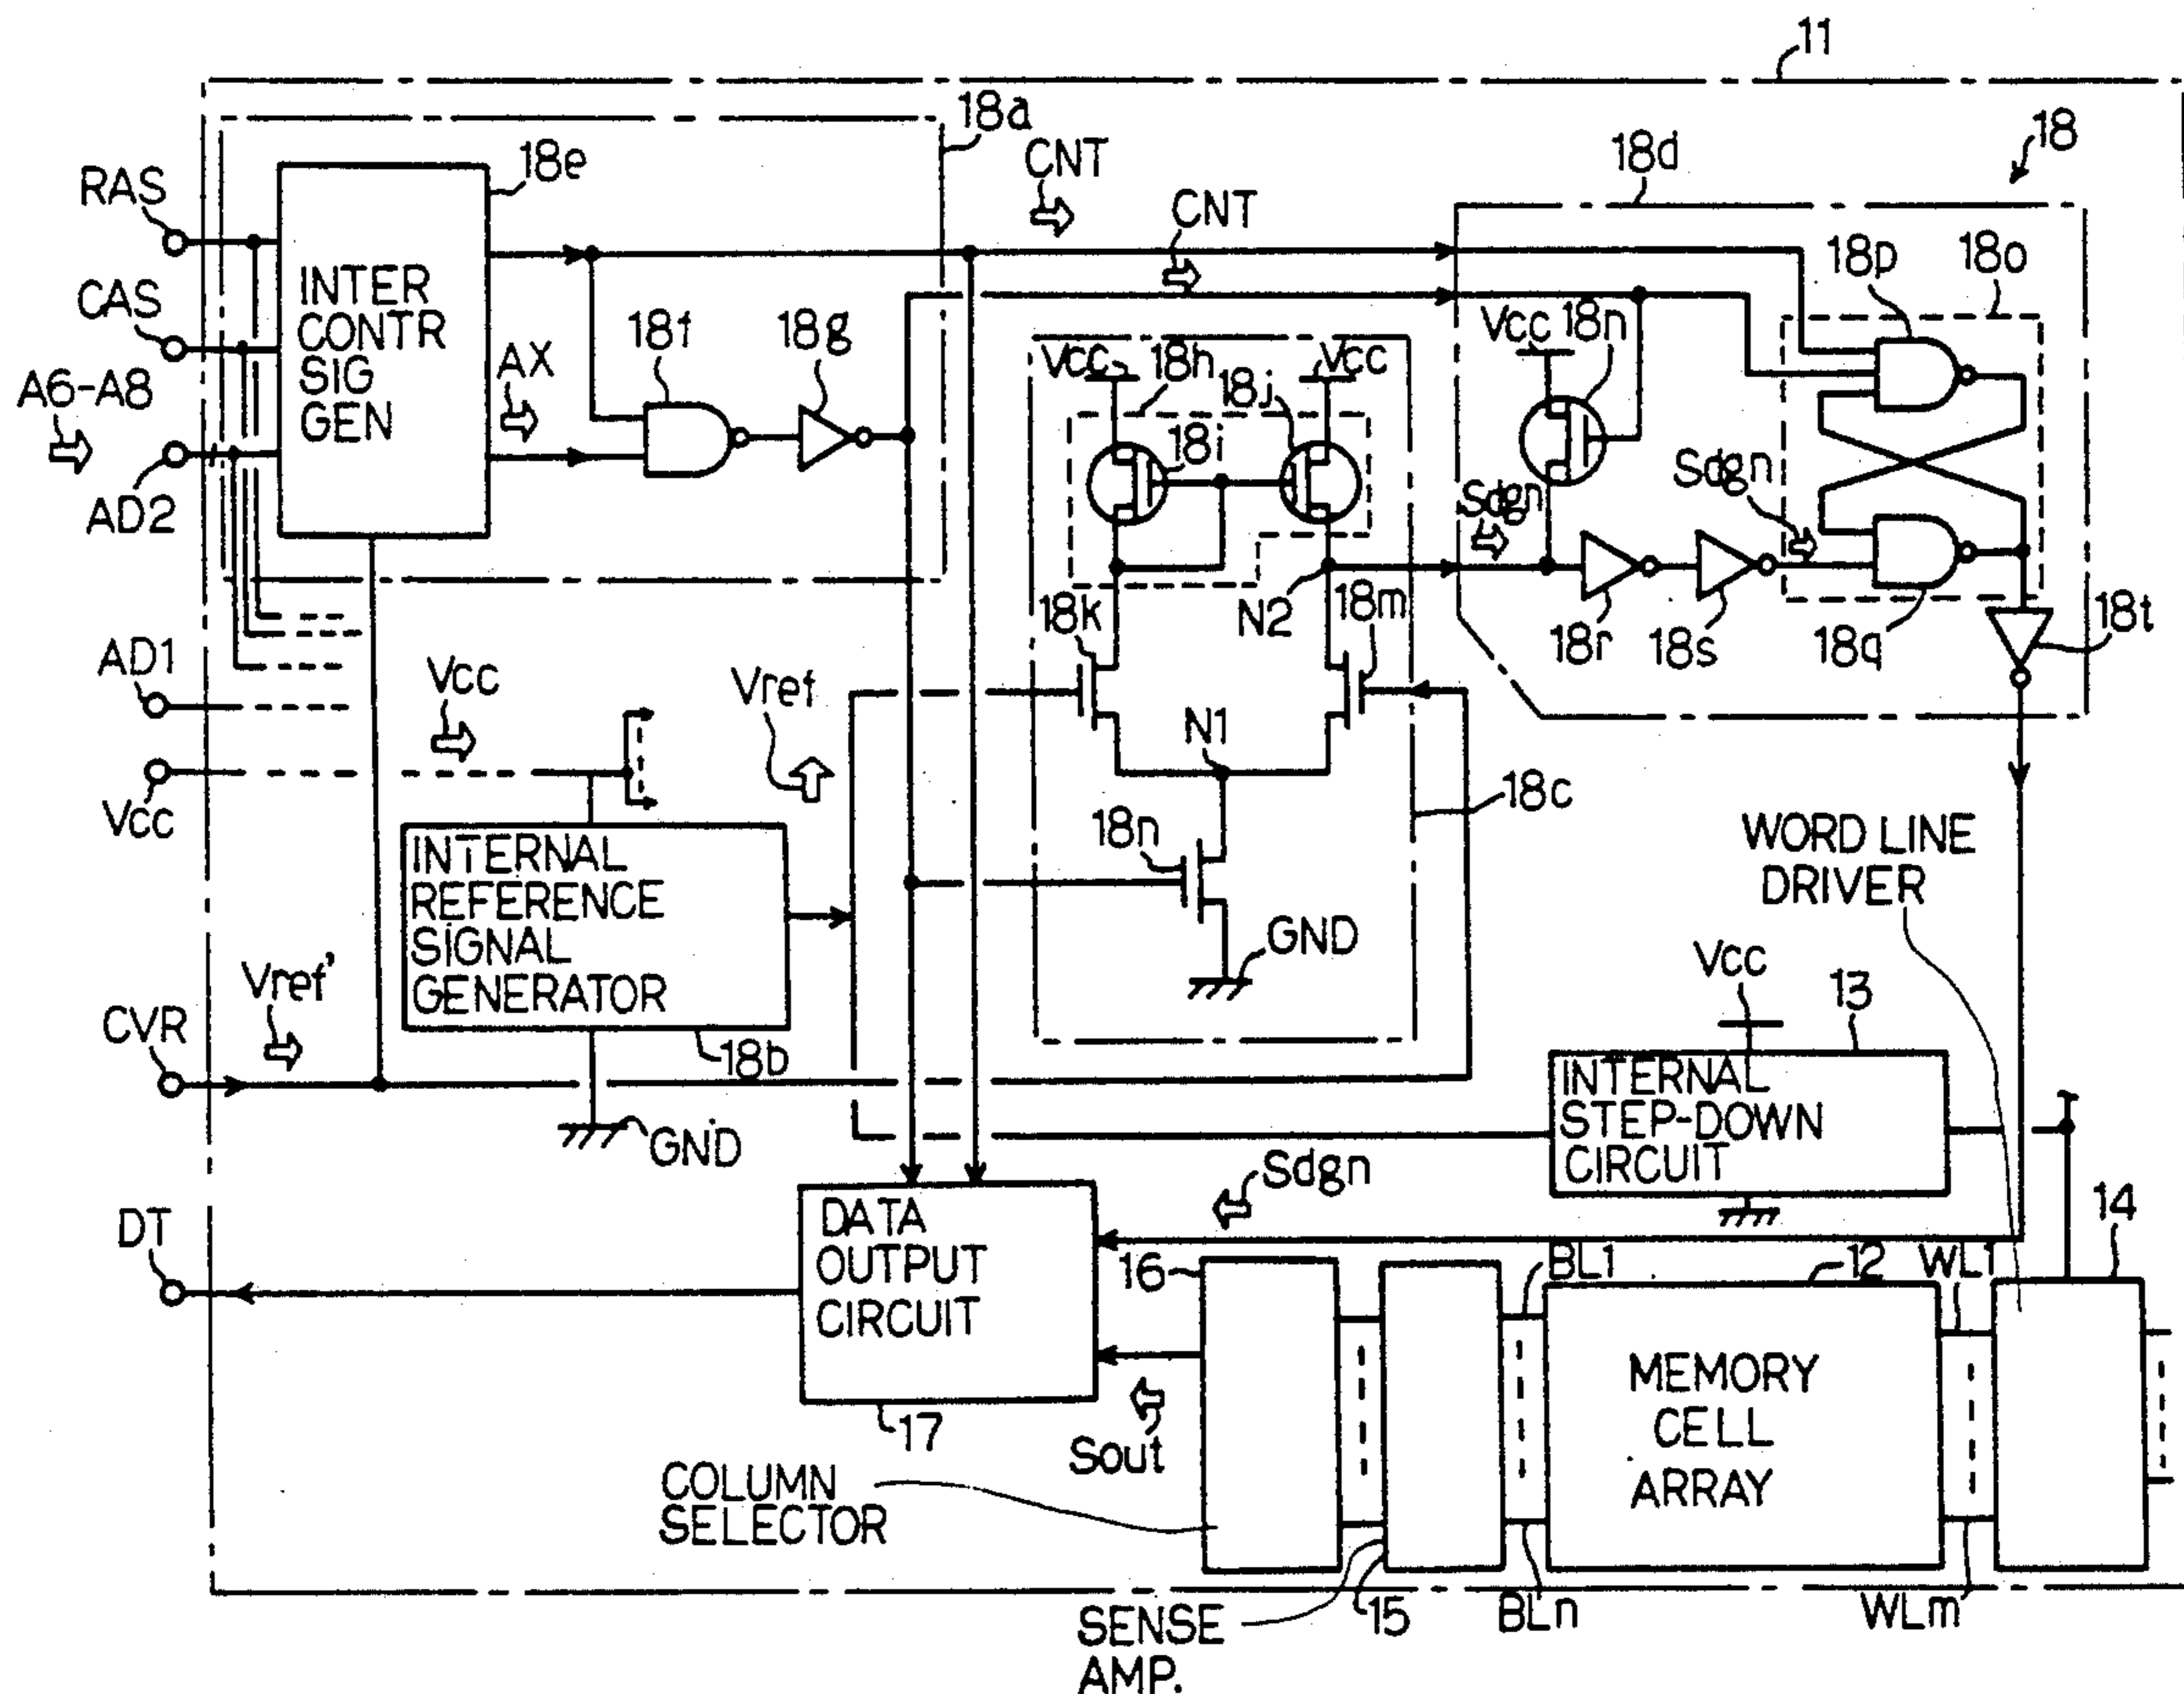 11
18a
CNT
18
18e
18d
RAS
CNT
18p
18o
CAS
INTER
CONTR
SIG
GEN
AX
18f
18g
Vcc
18n
A6-A8
Vcc
18h
18j
Vcc
18i
Sdgn
Sdgn
AD2
N2
18k
18m
18r
18s
18q
18t
AD1
Vcc
Vref
N1
Vcc
18c
18n
WORD LINE
DRIVER
INTERNAL
REFERENCE
SIGNAL
GENERATOR
GND
Vcc
13
Vref'
CVR
18b
GND
INTERNAL
STEP-DOWN
CIRCUIT
Sdgn
14
DT
DATA
OUTPUT
CIRCUIT
16
BL1
12
WL1
MEMORY
CELL
ARRAY
17
Sout
COLUMN
SELECTOR
SENSE
AMP.
15
BLn
WLm